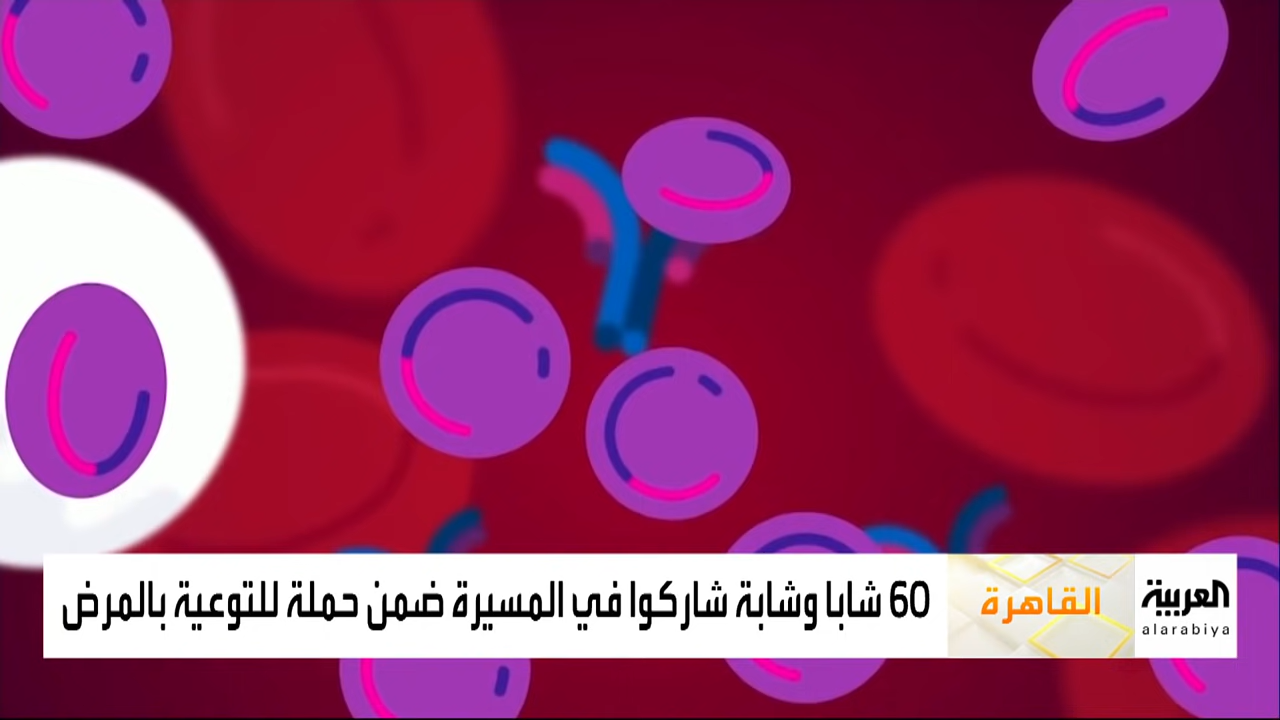 العربية
alarabiya
القاهرة
60 شابا وشابة شاركوا في المسيرة ضمن حملة للتوعية بالمرض